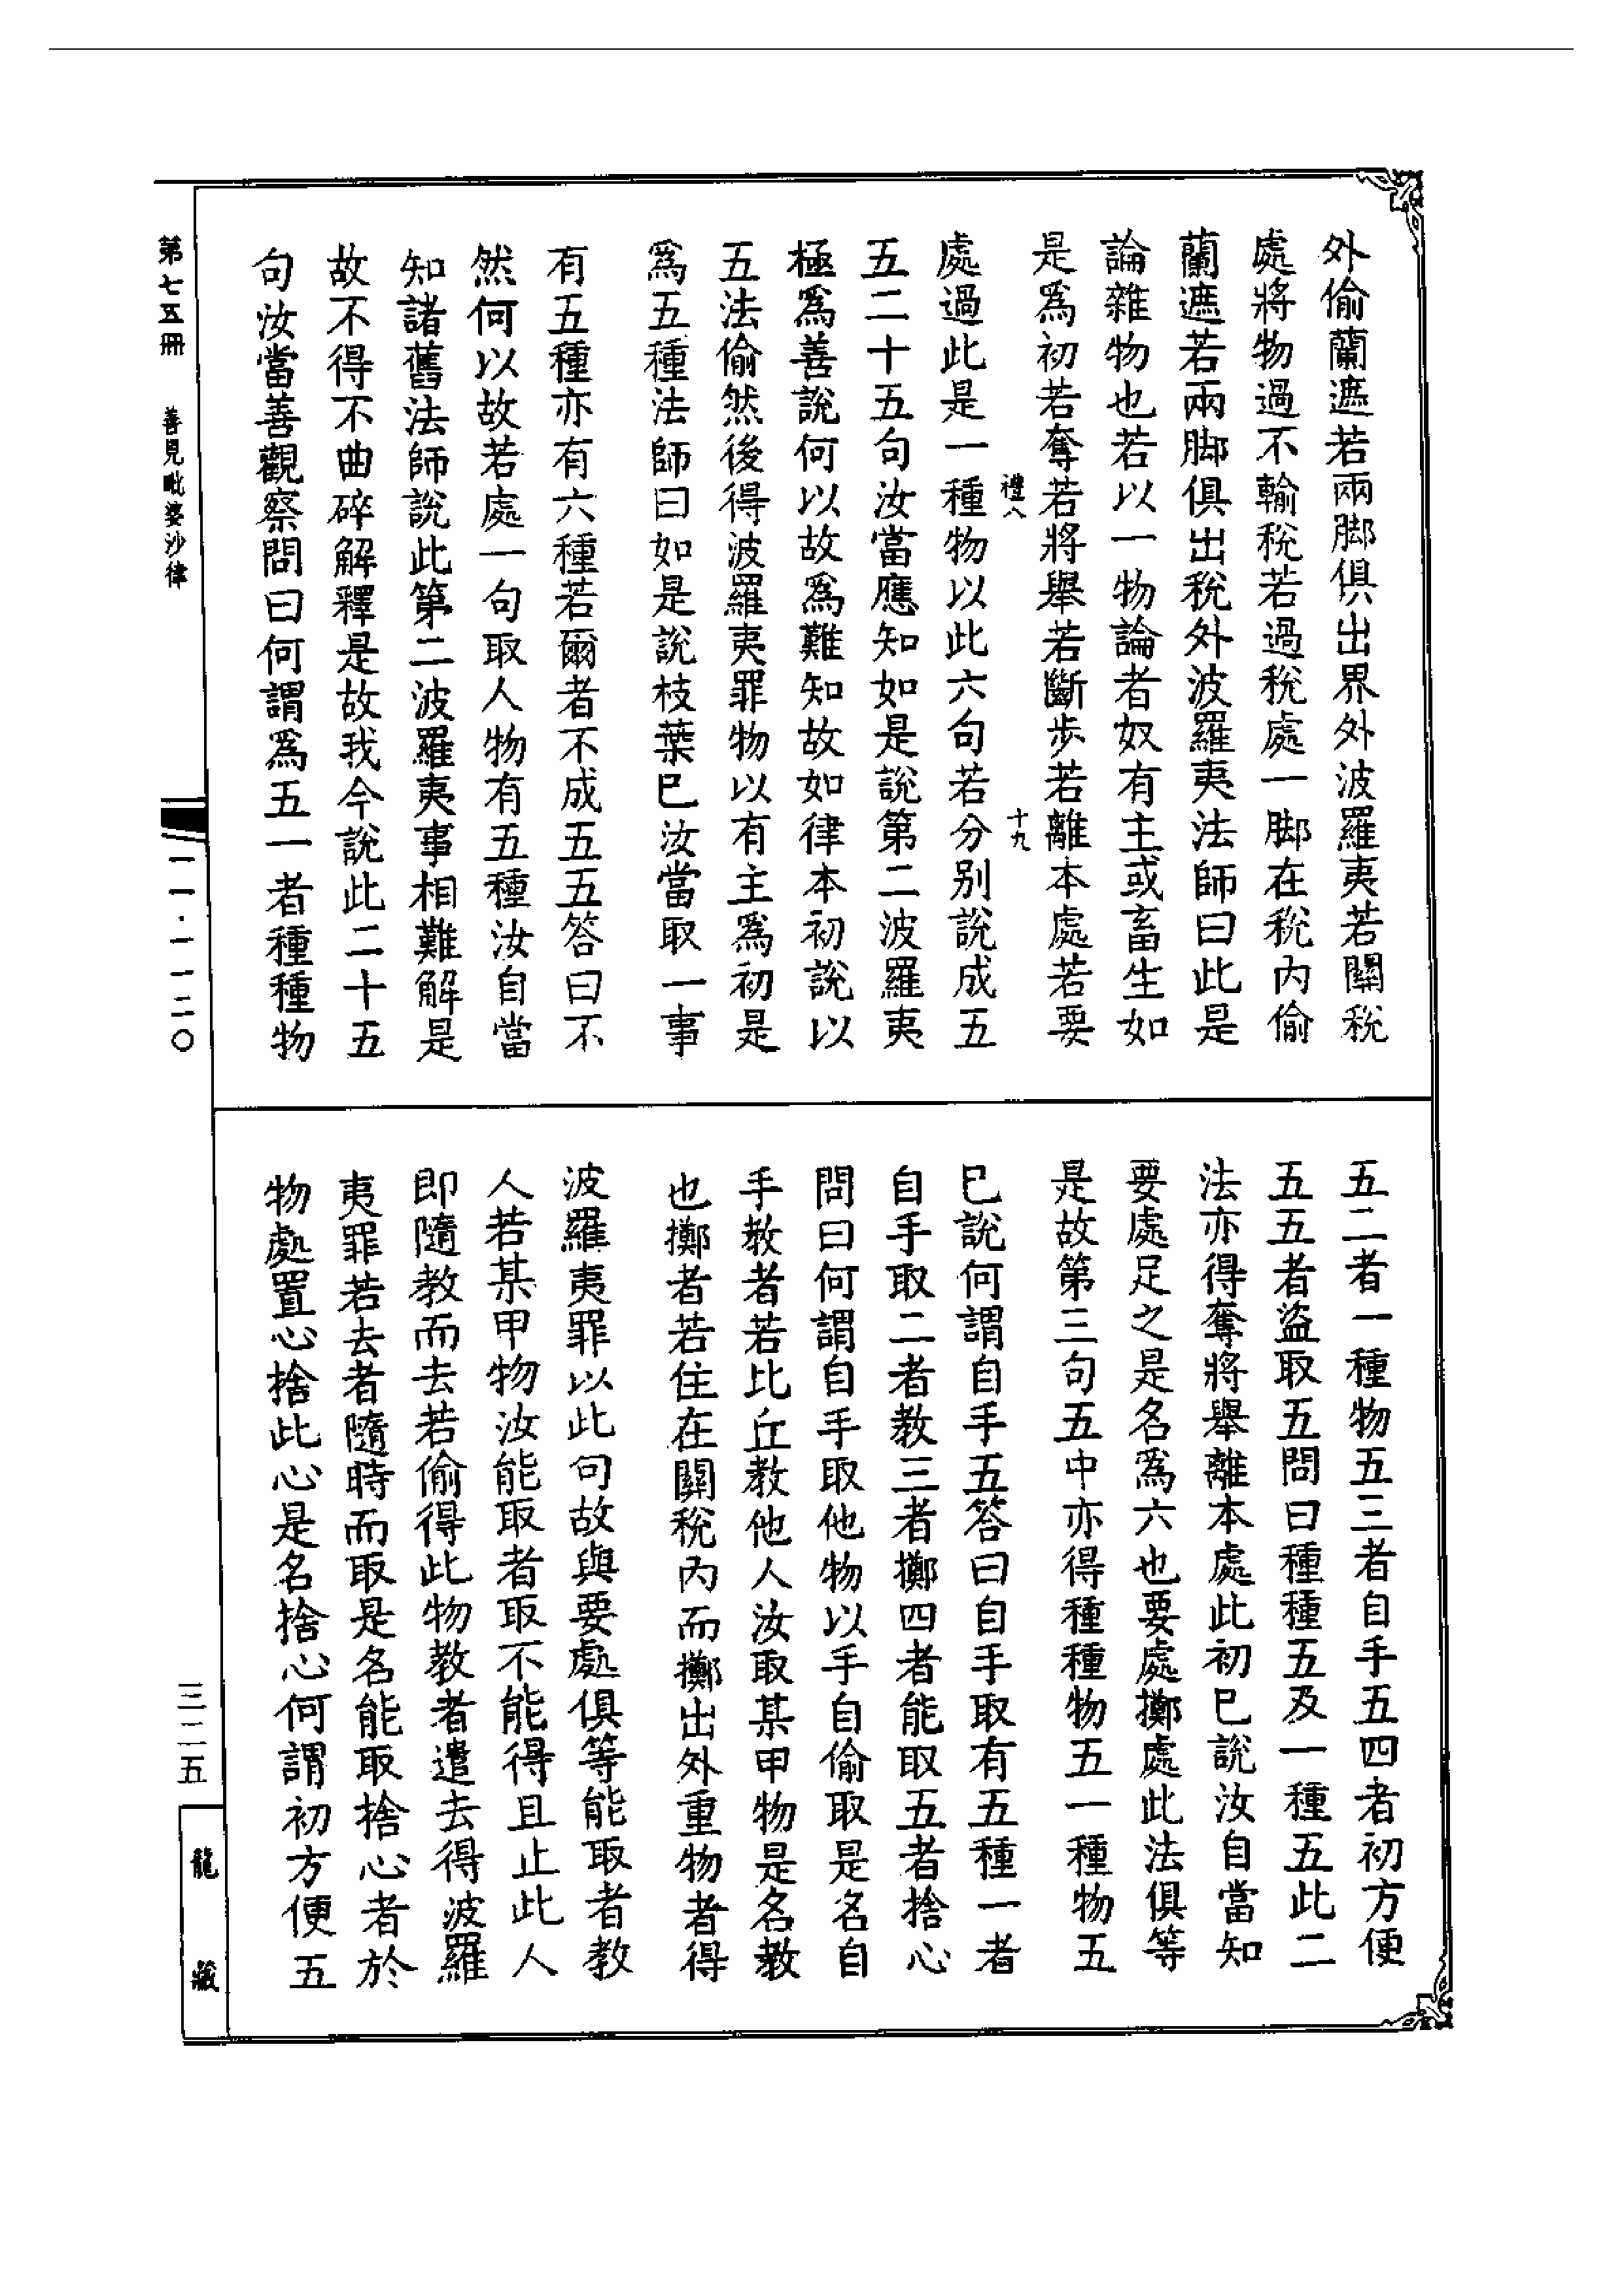 外偷蘭遮若兩脚俱出界外波羅夷若關稅
處將物過不輸稅若過稅處一脚在稅內偷
蘭遮若兩脚俱出稅外波羅夷法師曰此是
論雜物也若以一物論者奴有主或畜生如
是爲初若奪若將舉若斷步若離本處若要
禮八
十九
處過此是一種物以此六句若分別說成五
五二十五句汝當應知如是說第二波羅夷
極爲善說何以故爲難知故如律本初說以
五法偷然後得波羅夷罪物以有主爲初是
爲五種法師曰如是說枝葉已汝當取一事
有五種亦有六種若爾者不成五五答曰不
然何以故若處一句取人物有五種汝自當
知諸舊法師說此第二波羅夷事相難解是
故不得不曲碎解釋是故我今說此二十五
句汝當善觀察問曰何謂爲五一者種種物
五二者一種物五三者自手五四者初方便
五五者盜取五問曰種種五及一種五此二
法亦得奪將舉離本處此初已說汝自當知
要處足之是名爲六也要處擲處此法俱等
是故第三句五中亦得種種物五一種物五
已說何謂自手五答曰自手取有五種一者
自手取二者教三者擲四者能取五者捨心
問曰何謂自手取他物以手自偷取是名自
手教者若比丘教他人汝取某甲物是名教
也擲者若住在關稅內而擲出外重物者得
波羅夷罪以此句故與要處俱等能取者教
人若某甲物汝能取者取不能得且止此人
即隨教而去若偷得此物教者遣去得波羅
夷罪若去者隨時而取是名能取捨心者於
物處置心捨此心是名捨心何謂初方便五
第七五冊 善見毗婆沙律
一一·一一二〇
三二五
龍藏